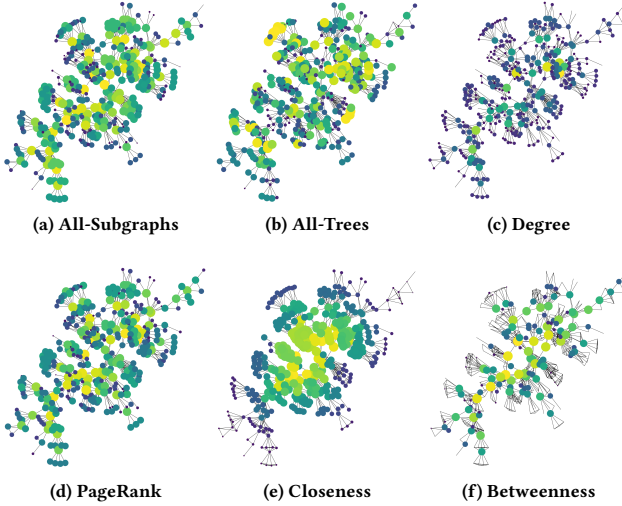 (a) All-Subgraphs
(b) All-Trees
(c) Degree
(d) PageRank
(e) Closeness
(f) Betweenness